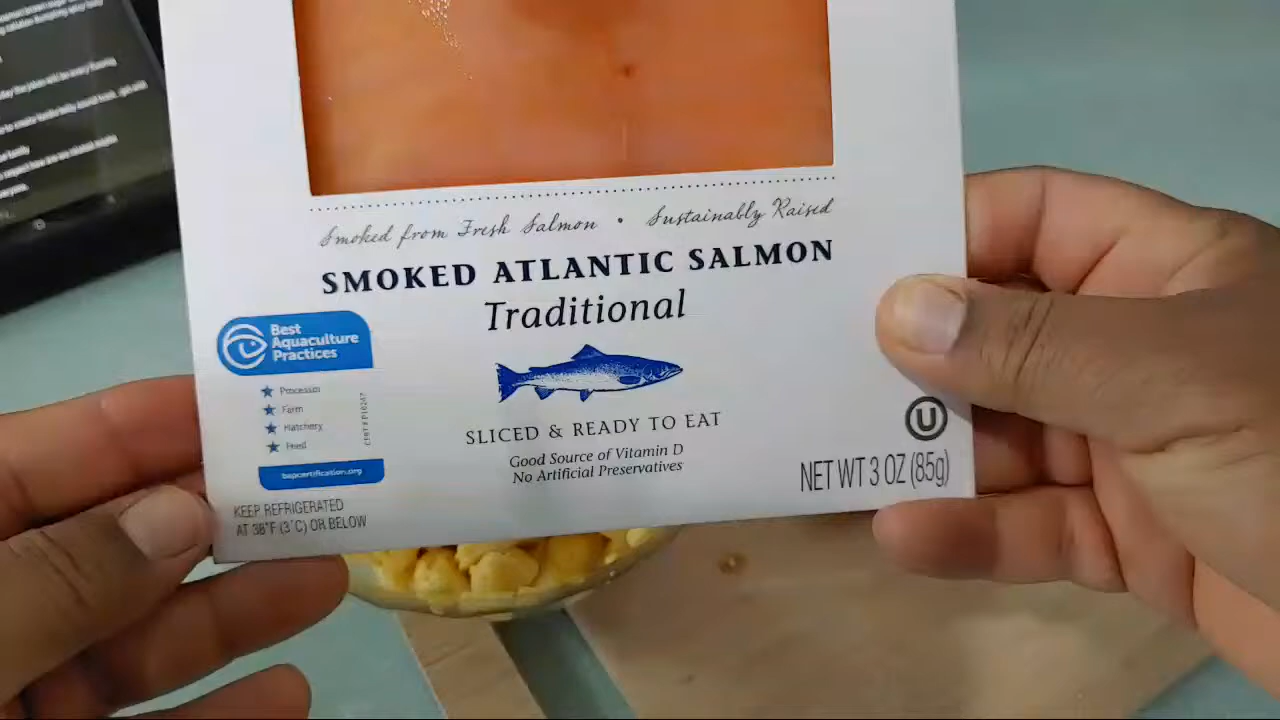 Smoked from Fresh Salmon • Sustainably Raised
SMOKED ATLANTIC SALMON
Traditional
Best
Aquaculture
Practices
★ Processor
★ Farm
★ Hatchery
★ Feed
bapcertification.org
SLICED & READY TO EAT
Good Source of Vitamin D
No Artificial Preservatives
KEEP REFRIGERATED
AT 38°F (3°C) OR BELOW
U
NET WT 3 OZ (85g)